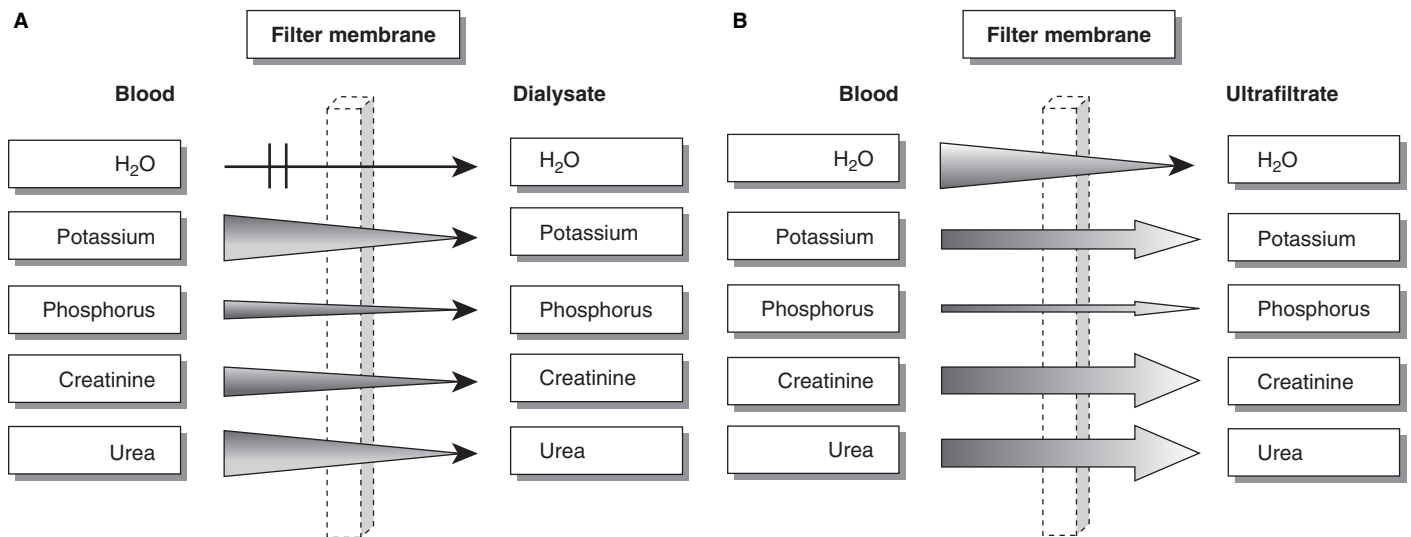 A
Filter membrane
Blood
Dialysate
H₂O
H₂O
Potassium
Potassium
Phosphorus
Phosphorus
Creatinine
Creatinine
Urea
Urea
B
Filter membrane
Blood
Ultrafiltrate
H₂O
H₂O
Potassium
Potassium
Phosphorus
Phosphorus
Creatinine
Creatinine
Urea
Urea